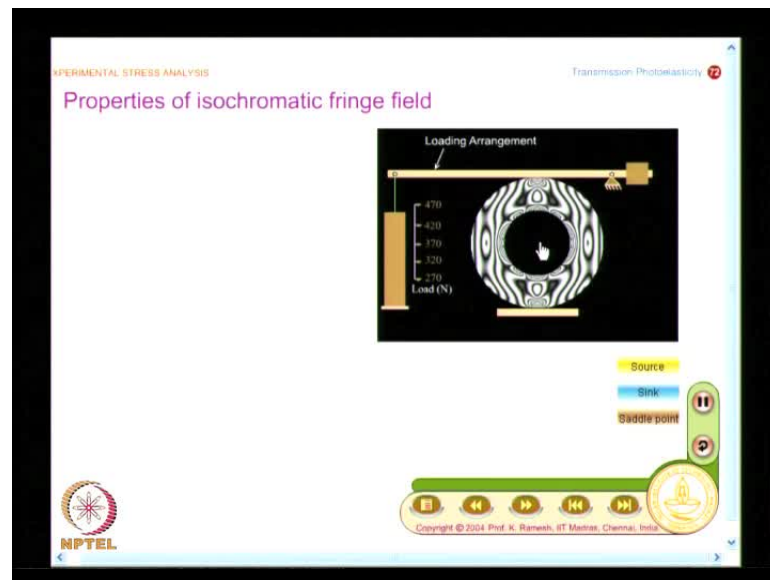 XPERIMENTAL STRESS ANALYSIS
Transmission Photoelasticity 72
Properties of isochromatic fringe field
Loading Arrangement
470
420
370
320
270
Load (N)
Source
Sink
Saddle point
Copyright © 2004 Prof. K. Ramesh, IIT Madras, Chennai, India
NPTEL